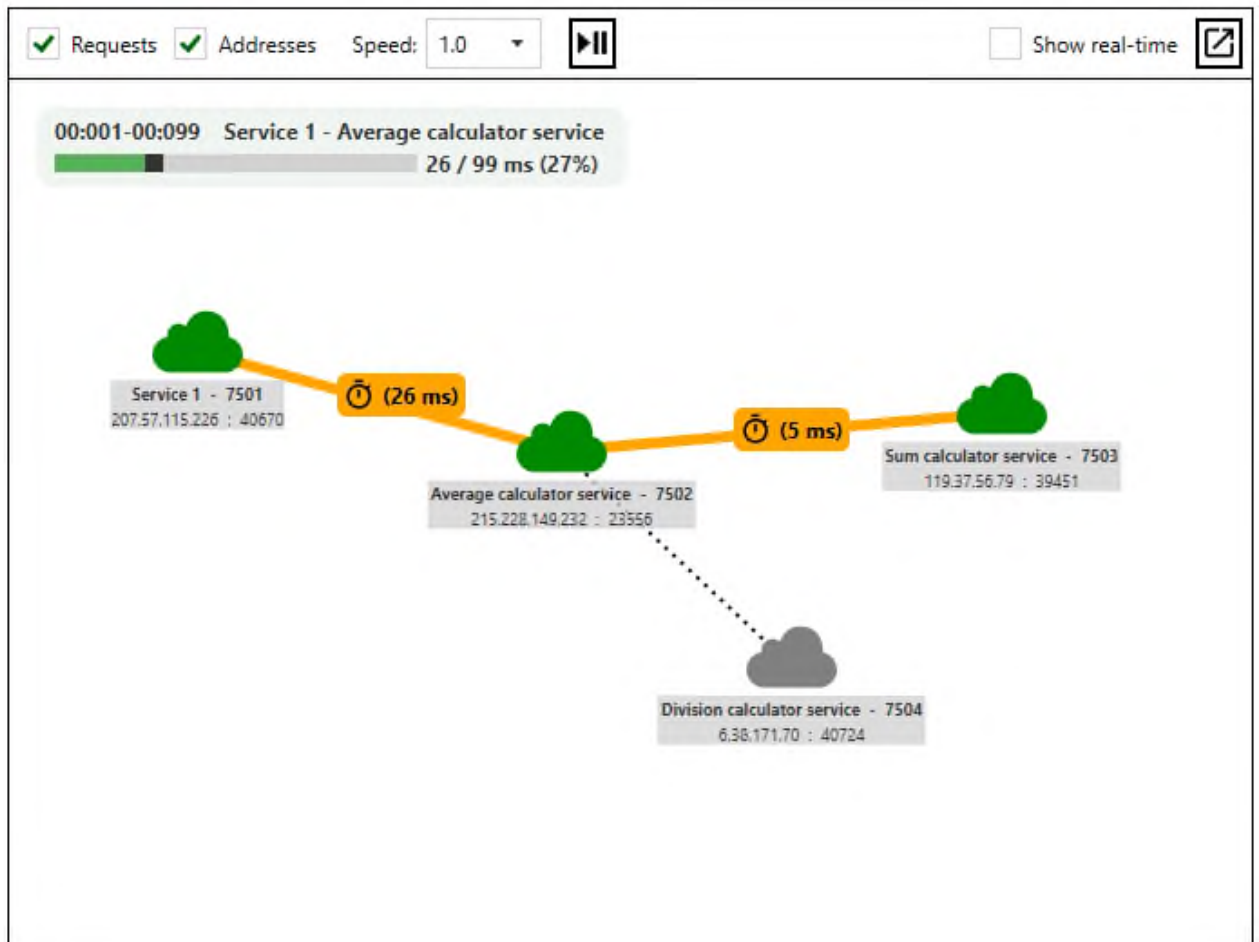 Requests Addresses Speed: 1.0 Show real-time
00:001-00:099 Service 1 - Average calculator service
26 / 99 ms (27%)
(26 ms)
Service 1 - 7501
207.57.115.226 : 40670
(5 ms)
Sum calculator service - 7503
119.37.56.79 : 39451
Average calculator service - 7502
215.228.149.232 : 23556
Division calculator service - 7504
6.38.171.70 : 40724